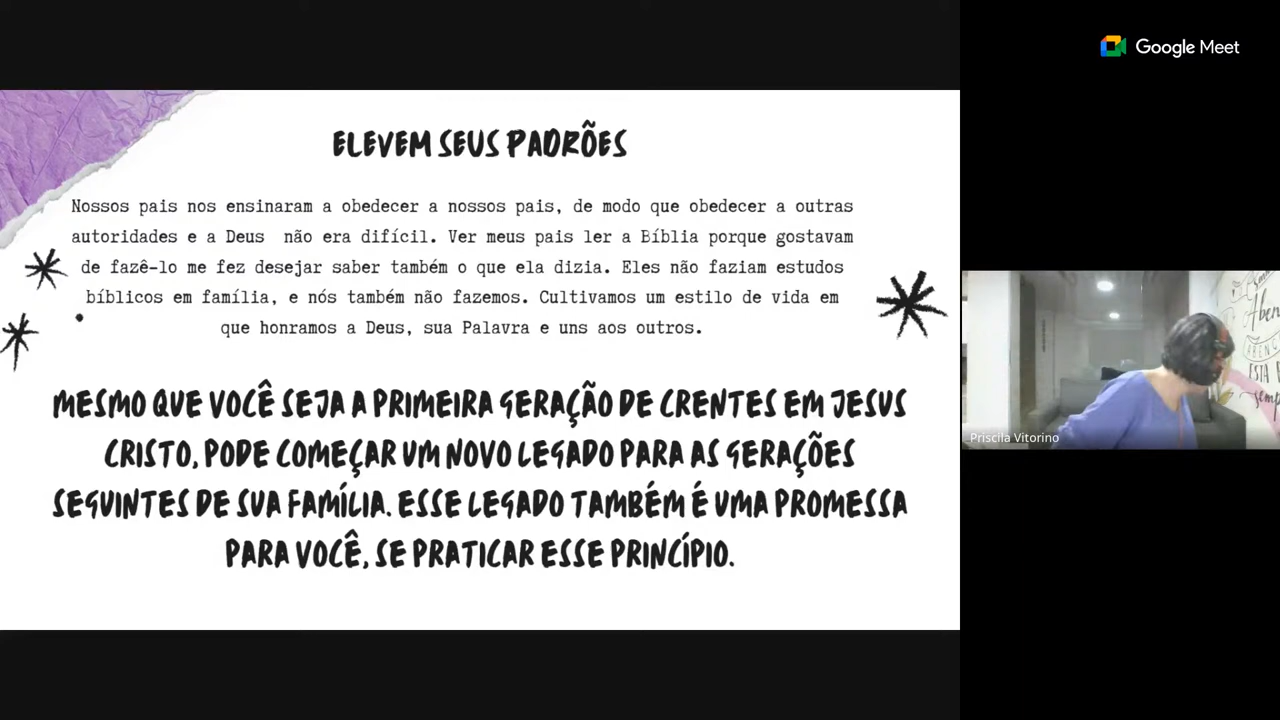 Google Meet
ELEVEM SEUS PADRÕES
Nossos pais nos ensinaram a obedecer a nossos pais, de modo que obedecer a outras
autoridades e a Deus não era difícil. Ver meus pais ler a Bíblia porque gostavam
de fazê-lo me fez desejar saber também o que ela dizia. Eles não faziam estudos
bíblicos em família, e nós também não fazemos. Cultivamos um estilo de vida em
que honramos a Deus, sua Palavra e uns aos outros.
MESMO QUE VOCÊ SEJA A PRIMEIRA GERAÇÃO DE CRENTES EM JESUS
CRISTO, PODE COMEÇAR UM NOVO LEGADO PARA AS GERAÇÕES
SEGUINTES DE SUA FAMÍLIA. ESSE LEGADO TAMBÉM É UMA PROMESSA
PARA VOCÊ, SE PRATICAR ESSE PRINCÍPIO.
Priscila Vitorino